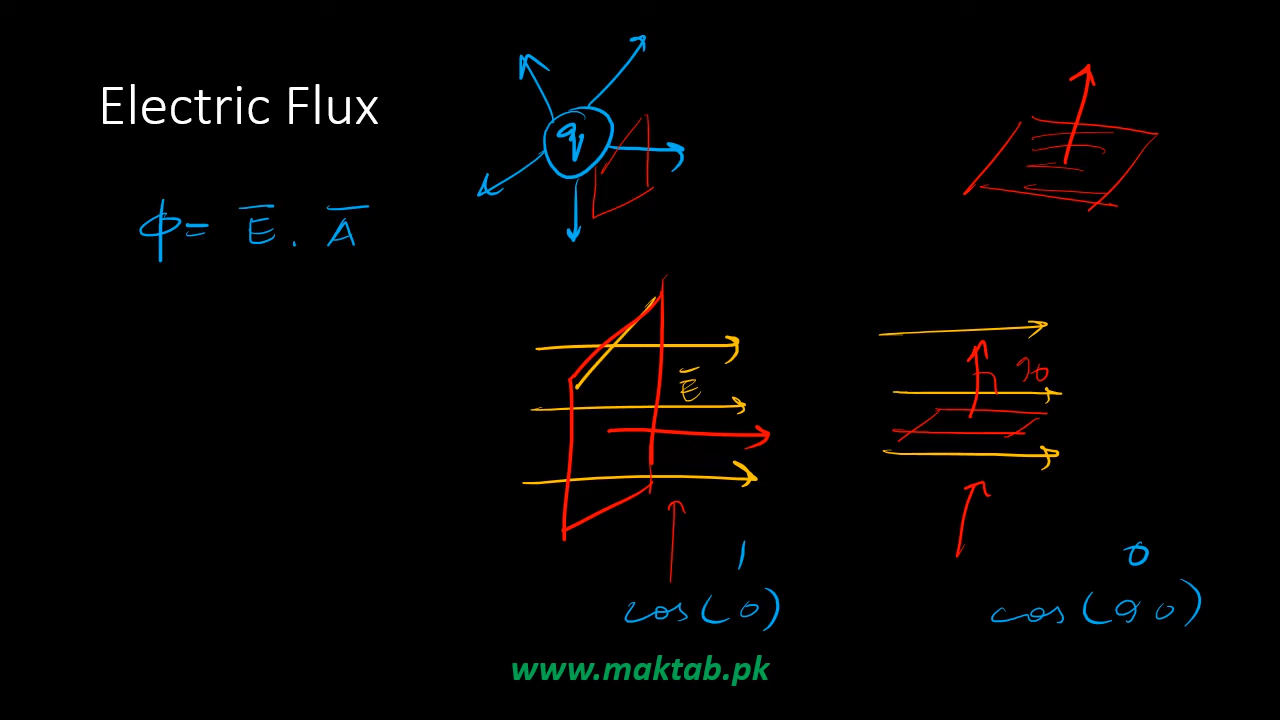 Electric Flux
q
ϕ = E̅ . A̅
E̅
90
1
0
cos(0)
cos(90)
www.maktab.pk